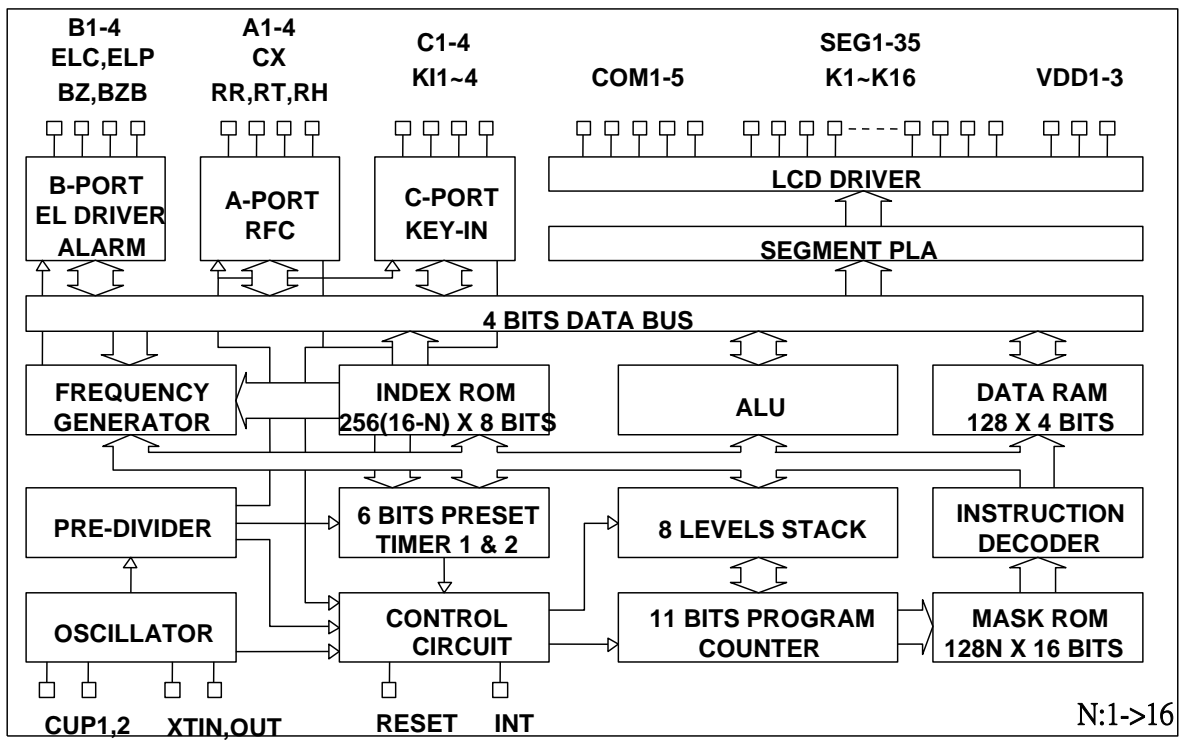 B1-4
ELC,ELP
BZ,BZB
A1-4
CX
RR,RT,RH
C1-4
KI1~4
COM1-5
SEG1-35
K1~K16
VDD1-3
B-PORT
EL DRIVER
ALARM
A-PORT
RFC
C-PORT
KEY-IN
LCD DRIVER
SEGMENT PLA
4 BITS DATA BUS
FREQUENCY
GENERATOR
INDEX ROM
256(16-N) X 8 BITS
ALU
DATA RAM
128 X 4 BITS
PRE-DIVIDER
6 BITS PRESET
TIMER 1 & 2
8 LEVELS STACK
INSTRUCTION
DECODER
OSCILLATOR
CONTROL
CIRCUIT
11 BITS PROGRAM
COUNTER
MASK ROM
128N X 16 BITS
CUP1,2
XTIN,OUT
RESET
INT
N:1->16